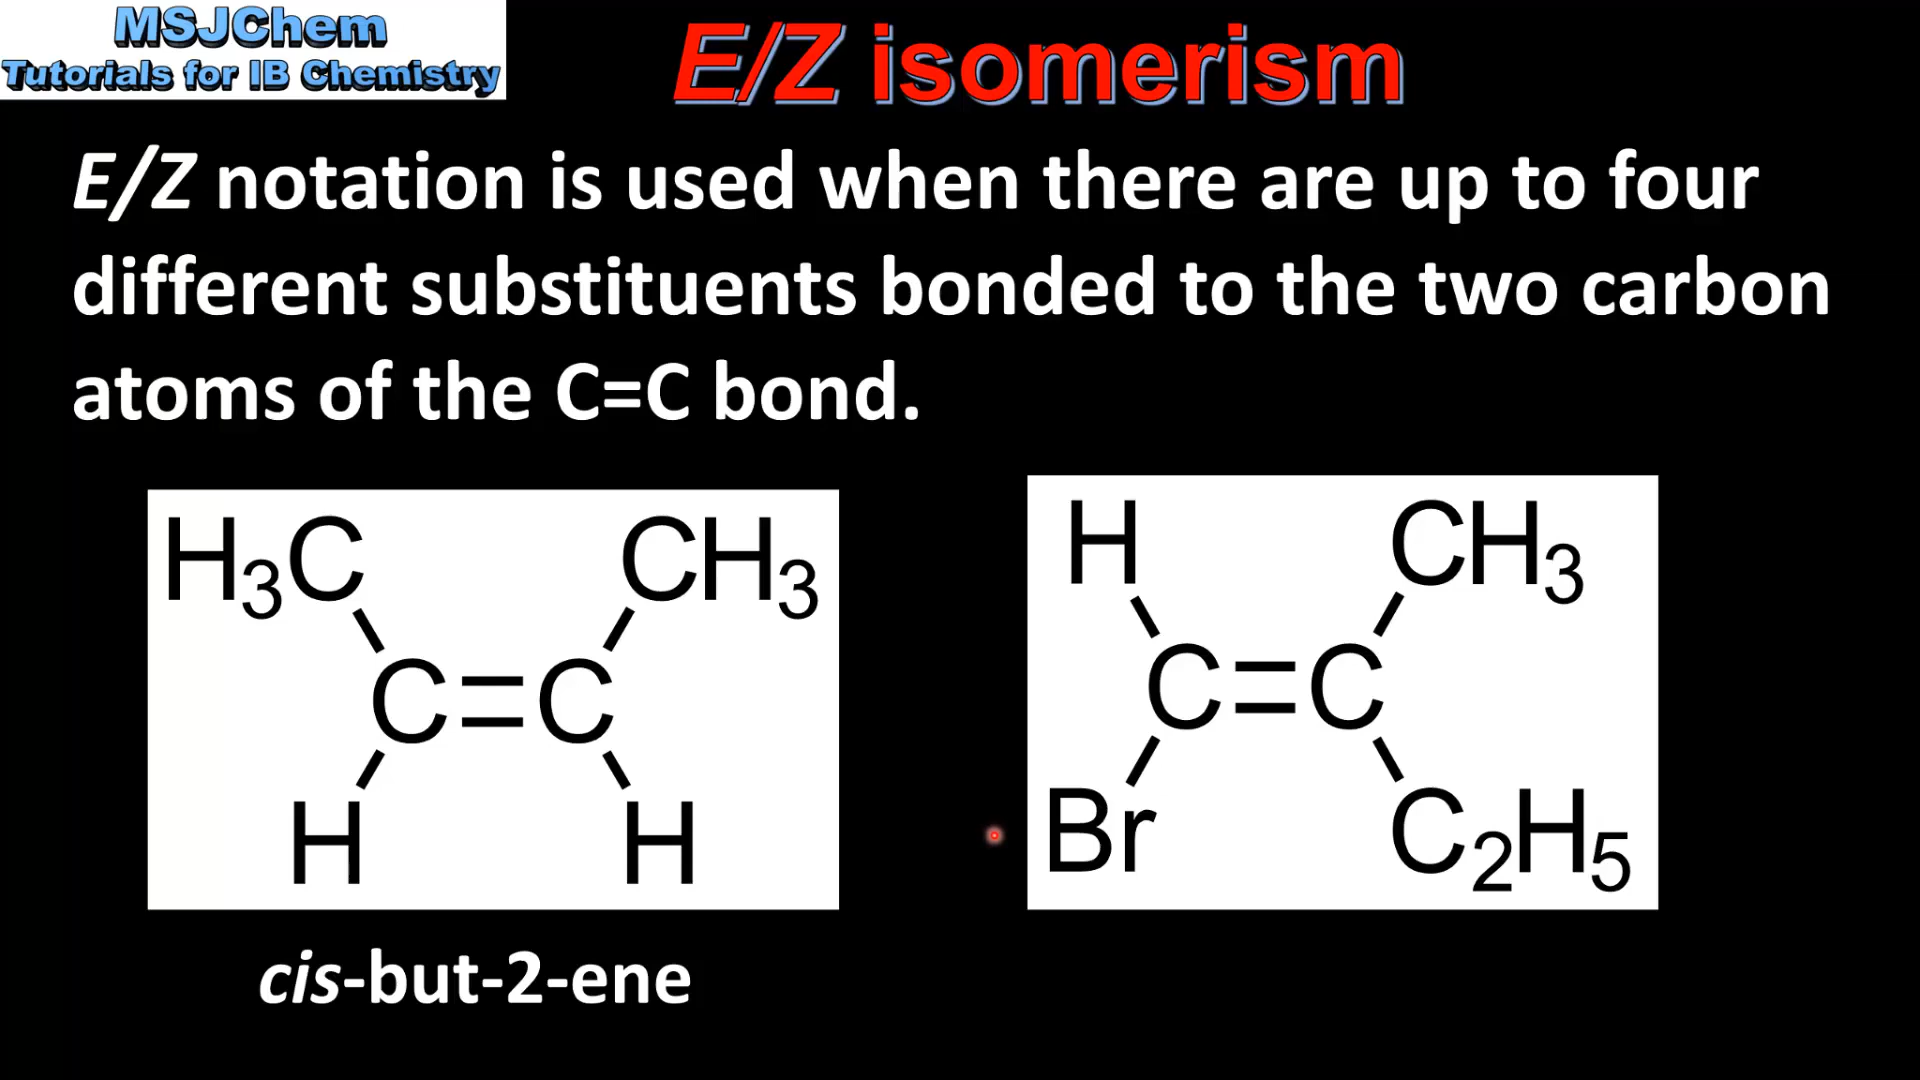 MSJChem
Tutorials for IB Chemistry
E/Z isomerism
E/Z notation is used when there are up to four
different substituents bonded to the two carbon
atoms of the C=C bond.
H3C CH3
C=C
H H
H CH3
C=C
Br C2H5
cis-but-2-ene